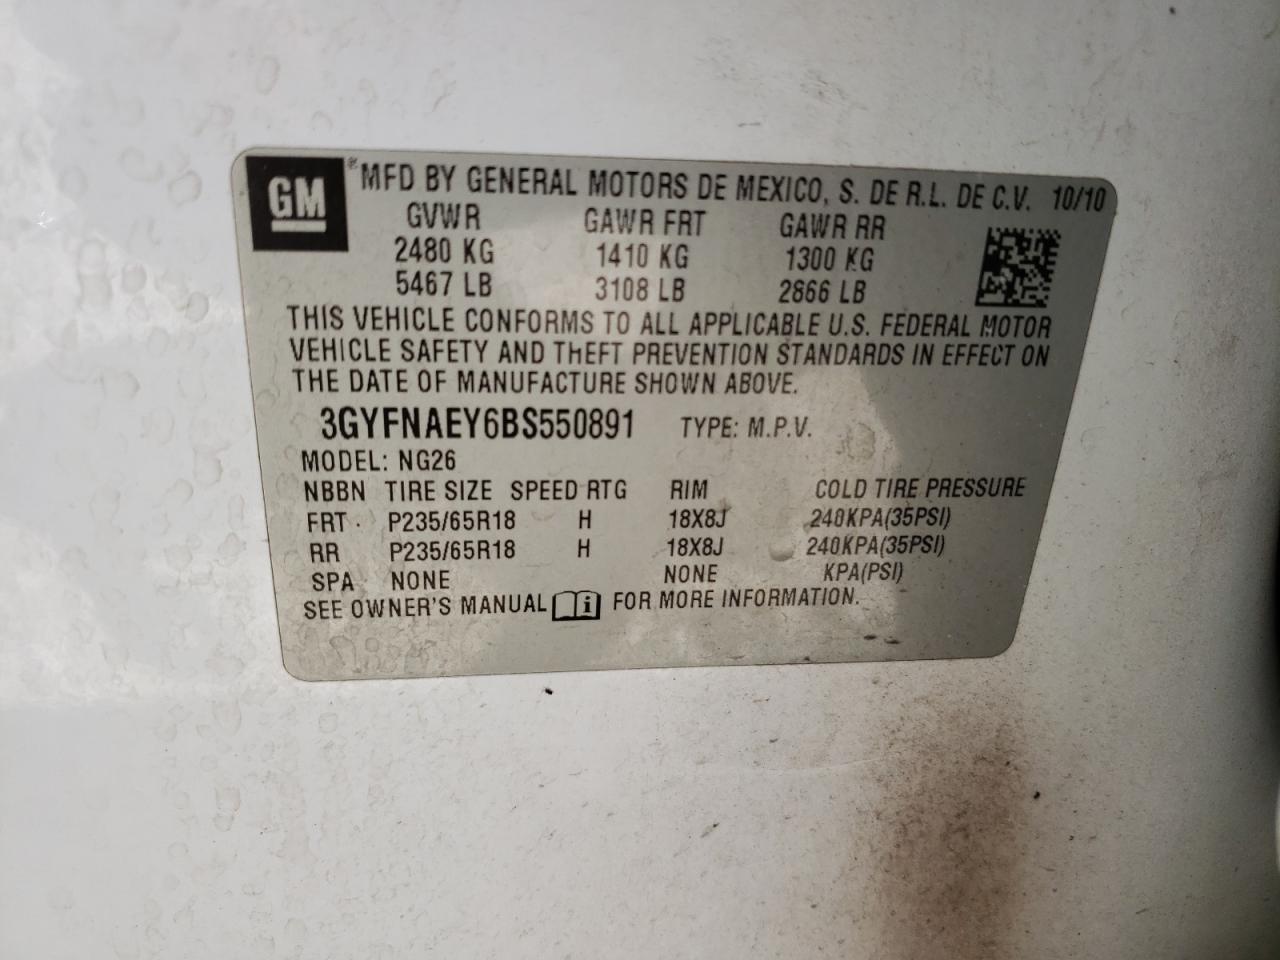 GM ® MFD BY GENERAL MOTORS DE MEXICO, S. DE R.L. DE C.V. 10/10
GVWR GAWR FRT GAWR RR
2480 KG 1410 KG 1300 KG
5467 LB 3108 LB 2866 LB
THIS VEHICLE CONFORMS TO ALL APPLICABLE U.S. FEDERAL MOTOR
VEHICLE SAFETY AND THEFT PREVENTION STANDARDS IN EFFECT ON
THE DATE OF MANUFACTURE SHOWN ABOVE.
3GYFNAEY6BS550891 TYPE: M.P.V.
MODEL: NG26
NBBN TIRE SIZE SPEED RTG RIM COLD TIRE PRESSURE
FRT P235/65R18 H 18X8J 240KPA(35PSI)
RR P235/65R18 H 18X8J 240KPA(35PSI)
SPA NONE NONE KPA(PSI)
SEE OWNER'S MANUAL i FOR MORE INFORMATION.